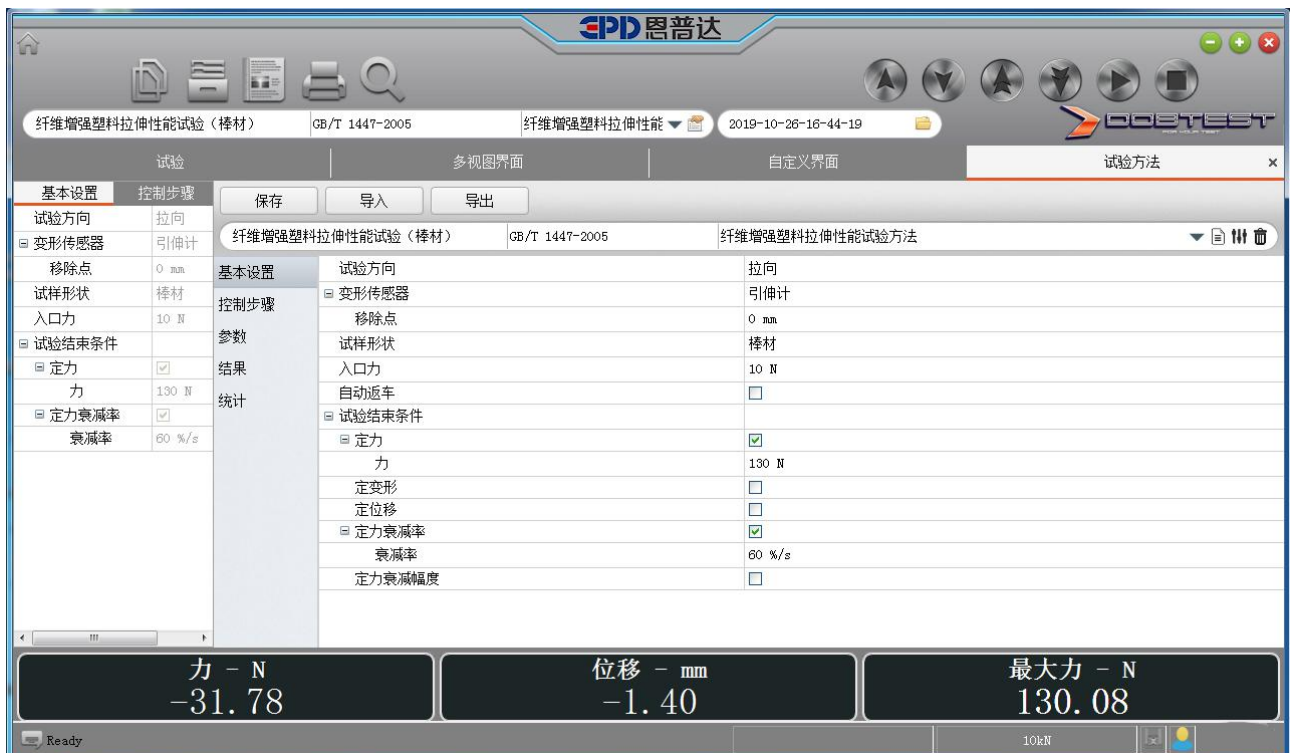 EPD恩普达
纤维增强塑料拉伸性能试验（棒材） GB/T 1447-2005 纤维增强塑料拉伸性能 2019-10-26-16-44-19
试验 多视图界面 自定义界面 试验方法 ×
基本设置 控制步骤
试验方向 拉向
变形传感器 引伸计
移除点 0 mm
试样形状 棒材
入口力 10 N
试验结束条件
定力
力 130 N
定力衰减率
衰减率 60 %/s
保存 导入 导出
纤维增强塑料拉伸性能试验（棒材） GB/T 1447-2005 纤维增强塑料拉伸性能试验方法
基本设置
控制步骤
参数
结果
统计
试验方向 拉向
变形传感器 引伸计
移除点 0 mm
试样形状 棒材
入口力 10 N
自动返车
试验结束条件
定力
力 130 N
定变形
定位移
定力衰减率
衰减率 60 %/s
定力衰减幅度
力 - N 位移 - mm 最大力 - N
-31.78 -1.40 130.08
Ready 10kN